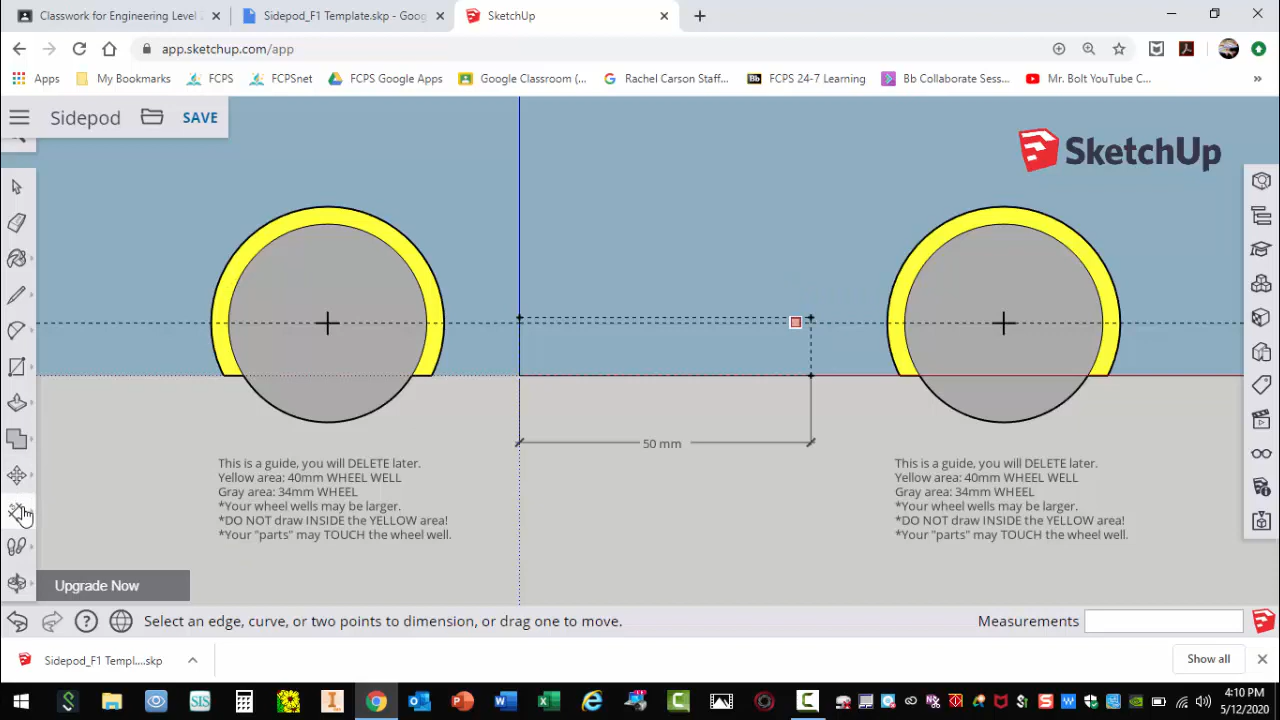 Classwork for Engineering Level
Sidepod_F1 Template.skp - Goog
SketchUp
app.sketchup.com/app
Apps
My Bookmarks
FCPS
FCPSnet
FCPS Google Apps
Google Classroom (...
Rachel Carson Staff...
Bb
FCPS 24-7 Learning
Bb Collaborate Sess...
Mr. Bolt YouTube C...
»
Sidepod
SAVE
SketchUp
50 mm
This is a guide, you will DELETE later.
Yellow area: 40mm WHEEL WELL
Gray area: 34mm WHEEL
*Your wheel wells may be larger.
*DO NOT draw INSIDE the YELLOW area!
*Your "parts" may TOUCH the wheel well.
This is a guide, you will DELETE later.
Yellow area: 40mm WHEEL WELL
Gray area: 34mm WHEEL
*Your wheel wells may be larger.
*DO NOT draw INSIDE the YELLOW area!
*Your "parts" may TOUCH the wheel well.
Upgrade Now
Select an edge, curve, or two points to dimension, or drag one to move.
Measurements
Sidepod_F1 Templ....skp
Show all
4:10 PM
5/12/2020